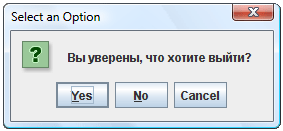 Select an Option
?
Вы уверены, что хотите выйти?
Yes No Cancel